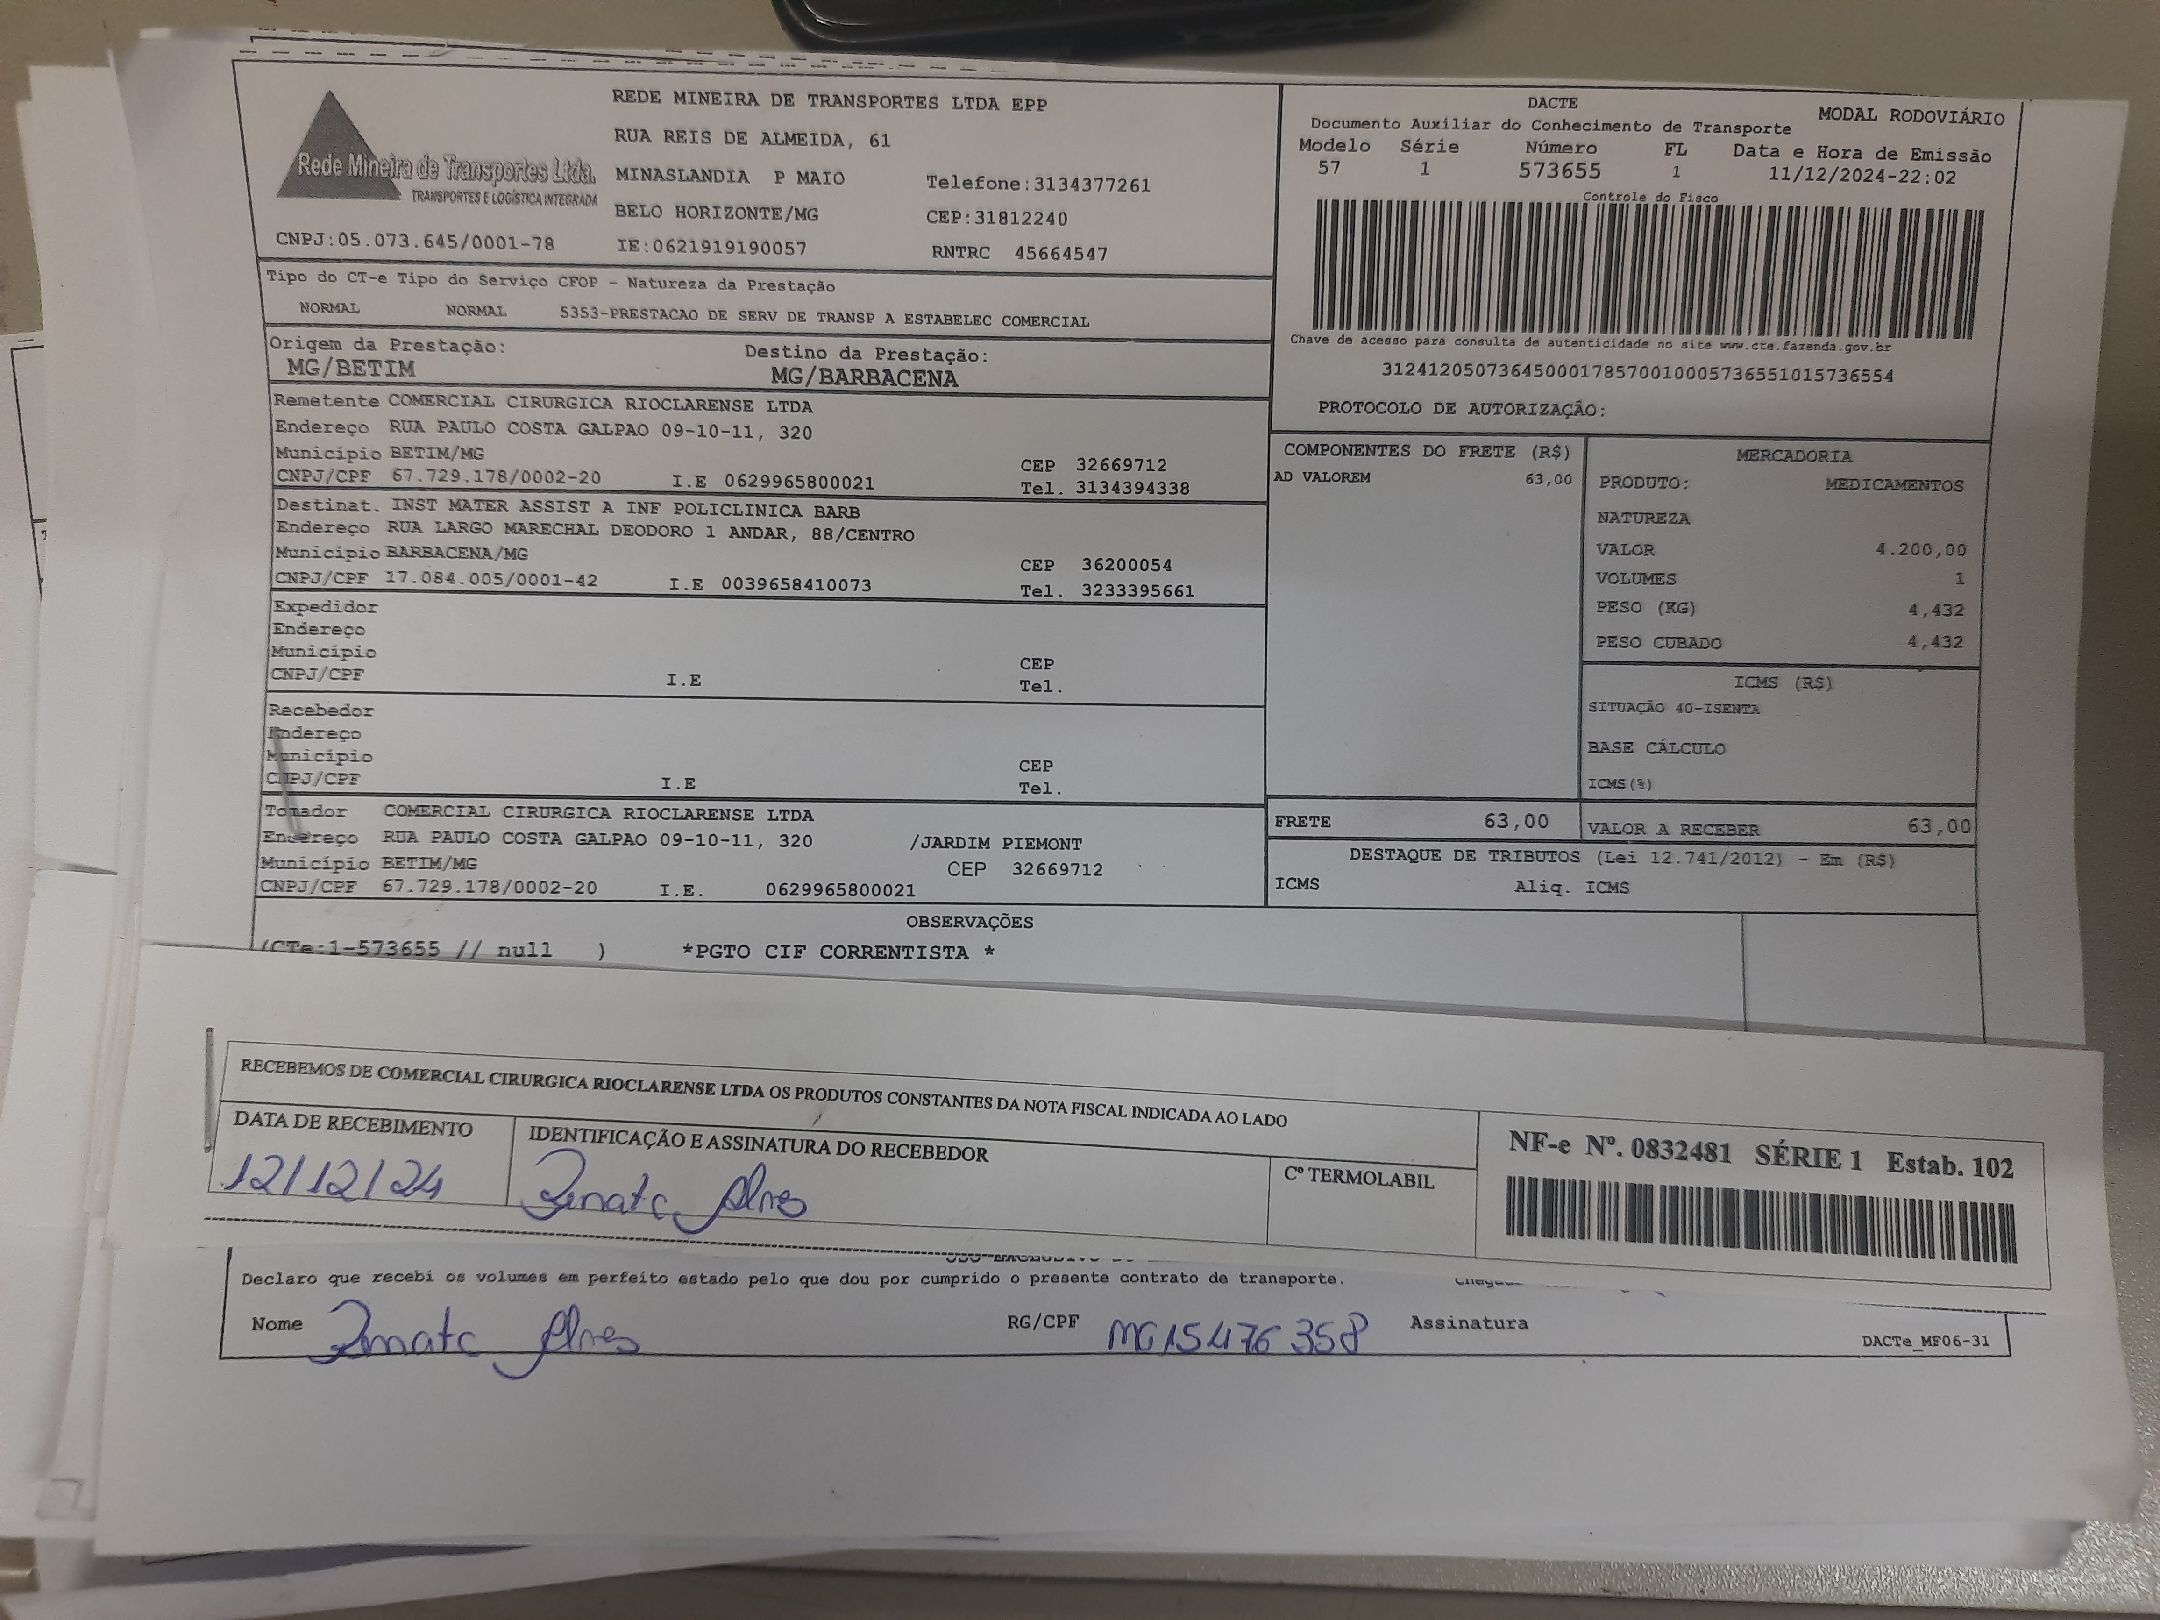 REDE MINEIRA DE TRANSPORTES LTDA EPP
RUA REIS DE ALMEIDA, 61
Rede Mineira de Transportes Ltda.
TRANSPORTES E LOGÍSTICA INTEGRADA
MINASLANDIA P MAIO Telefone:3134377261
BELO HORIZONTE/MG CEP:31812240
CNPJ:05.073.645/0001-78 IE:0621919190057 RNTRC 45664547
DACTE MODAL RODOVIÁRIO
Documento Auxiliar do Conhecimento de Transporte
Modelo Série Número FL Data e Hora de Emissão
57 1 573655 1 11/12/2024-22:02
Controle do Fisco
Chave de acesso para consulta de autenticidade no site www.cte.fazenda.gov.br
31241205073645000178570010005736551015736554
PROTOCOLO DE AUTORIZAÇÃO:
Tipo do CT-e Tipo do Serviço CFOP - Natureza da Prestação
NORMAL NORMAL 5353-PRESTACAO DE SERV DE TRANSP A ESTABELEC COMERCIAL
Origem da Prestação: Destino da Prestação:
MG/BETIM MG/BARBACENA
Remetente COMERCIAL CIRURGICA RIOCLARENSE LTDA
Endereço RUA PAULO COSTA GALPAO 09-10-11, 320
Município BETIM/MG CEP 32669712
CNPJ/CPF 67.729.178/0002-20 I.E 0629965800021 Tel. 3134394338
Destinat. INST MATER ASSIST A INF POLICLINICA BARB
Endereço RUA LARGO MARECHAL DEODORO 1 ANDAR, 88/CENTRO
Município BARBACENA/MG CEP 36200054
CNPJ/CPF 17.084.005/0001-42 I.E 0039658410073 Tel. 3233395661
Expedidor
Endereço
Município CEP
CNPJ/CPF I.E Tel.
Recebedor
Endereço
Município CEP
CNPJ/CPF I.E Tel.
Tomador COMERCIAL CIRURGICA RIOCLARENSE LTDA
Endereço RUA PAULO COSTA GALPAO 09-10-11, 320 /JARDIM PIEMONT
Município BETIM/MG CEP 32669712
CNPJ/CPF 67.729.178/0002-20 I.E. 0629965800021
COMPONENTES DO FRETE (R$)
AD VALOREM 63,00
MERCADORIA
PRODUTO: MEDICAMENTOS
NATUREZA
VALOR 4.200,00
VOLUMES 1
PESO (KG) 4,432
PESO CUBADO 4,432
ICMS (R$)
SITUAÇÃO 40-ISENTA
BASE CÁLCULO
ICMS(%)
FRETE 63,00 VALOR A RECEBER 63,00
DESTAQUE DE TRIBUTOS (Lei 12.741/2012) - Em (R$)
ICMS Aliq. ICMS
OBSERVAÇÕES
(CTe:1-573655 // null ) *PGTO CIF CORRENTISTA *
RECEBEMOS DE COMERCIAL CIRURGICA RIOCLARENSE LTDA OS PRODUTOS CONSTANTES DA NOTA FISCAL INDICADA AO LADO
DATA DE RECEBIMENTO IDENTIFICAÇÃO E ASSINATURA DO RECEBEDOR Cº TERMOLABIL
12/12/24 Renata Alves
NF-e Nº. 0832481 SÉRIE 1 Estab. 102
Declaro que recebi os volumes em perfeito estado pelo que dou por cumprido o presente contrato de transporte.
Nome Renata Alves RG/CPF MG15476358 Assinatura
DACTe_MF06-31